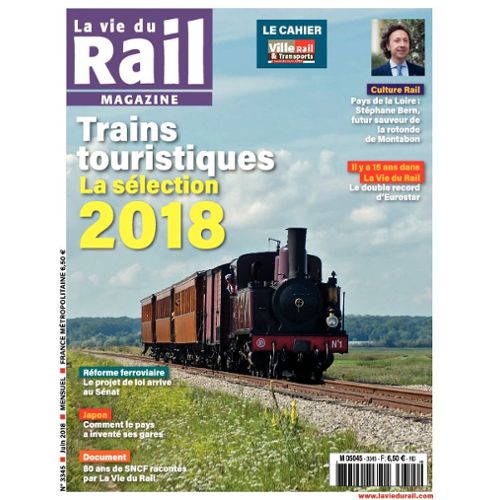 La vie du
Rail
MAGAZINE
LE CAHIER
Ville Rail
& Transports
Culture Rail
Pays de la Loire :
Stéphane Bern,
futur sauveur de
la rotonde
de Montabon
Trains
touristiques
La sélection
2018
Il y a 15 ans dans
La Vie du Rail
Le double record
d'Eurostar
N°1
Réforme ferroviaire
Le projet de loi arrive
au Sénat
Japon
Comment le pays
a inventé ses gares
Document
80 ans de SNCF racontés
par La Vie du Rail
N° 3345 ■ Juin 2018 ■ MENSUEL ■ FRANCE MÉTROPOLITAINE 6,50 €
M 05045 - 3345 - F: 6,50 € - RD
www.laviedurail.com